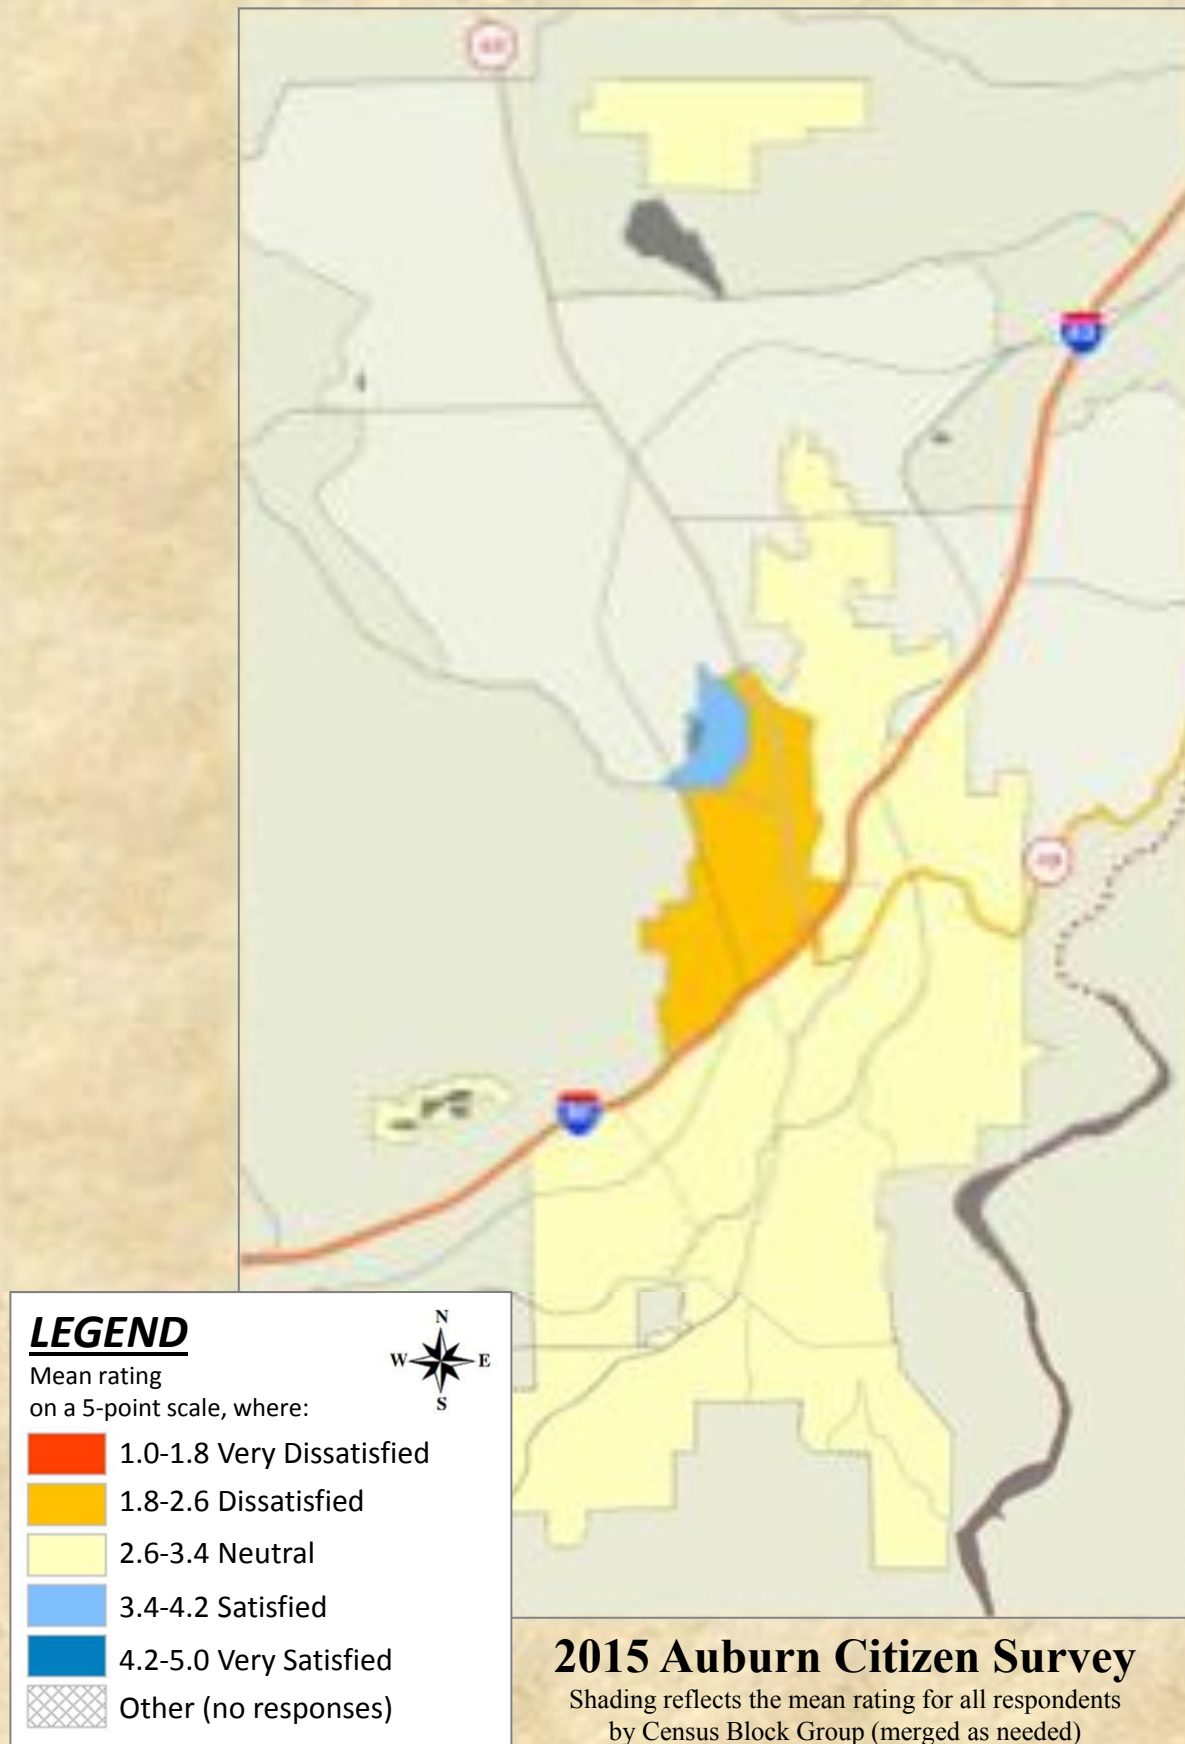 LEGEND
Mean rating
on a 5-point scale, where:
1.0-1.8 Very Dissatisfied
1.8-2.6 Dissatisfied
2.6-3.4 Neutral
3.4-4.2 Satisfied
4.2-5.0 Very Satisfied
Other (no responses)
N
W
E
S
2015 Auburn Citizen Survey
Shading reflects the mean rating for all respondents
by Census Block Group (merged as needed)